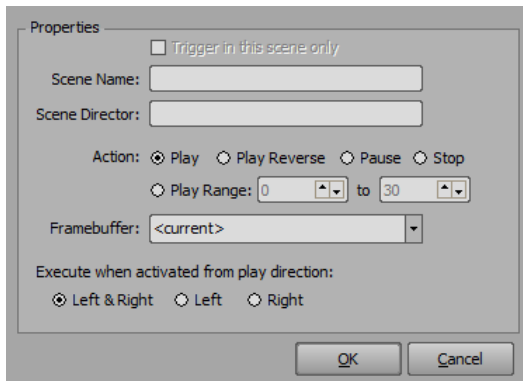 Properties
Trigger in this scene only
Scene Name:
Scene Director:
Action: Play Play Reverse Pause Stop
Play Range: 0 to 30
Framebuffer: <current>
Execute when activated from play direction:
Left & Right Left Right
OK Cancel